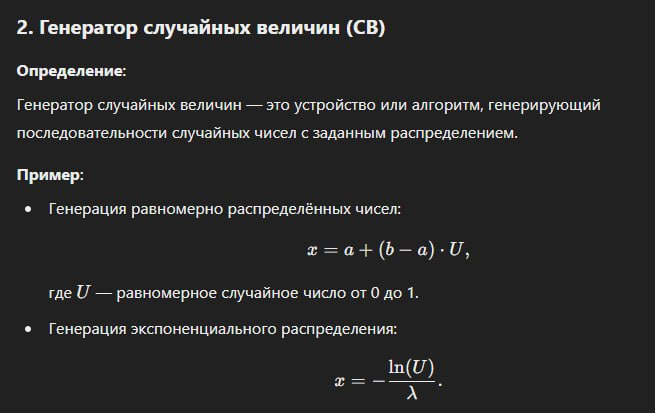 2. Генератор случайных величин (СВ)
Определение:
Генератор случайных величин — это устройство или алгоритм, генерирующий
последовательности случайных чисел с заданным распределением.
Пример:
• Генерация равномерно распределённых чисел:
x = a + (b − a) · U,
где U — равномерное случайное число от 0 до 1.
• Генерация экспоненциального распределения:
x = − ln(U) / λ.